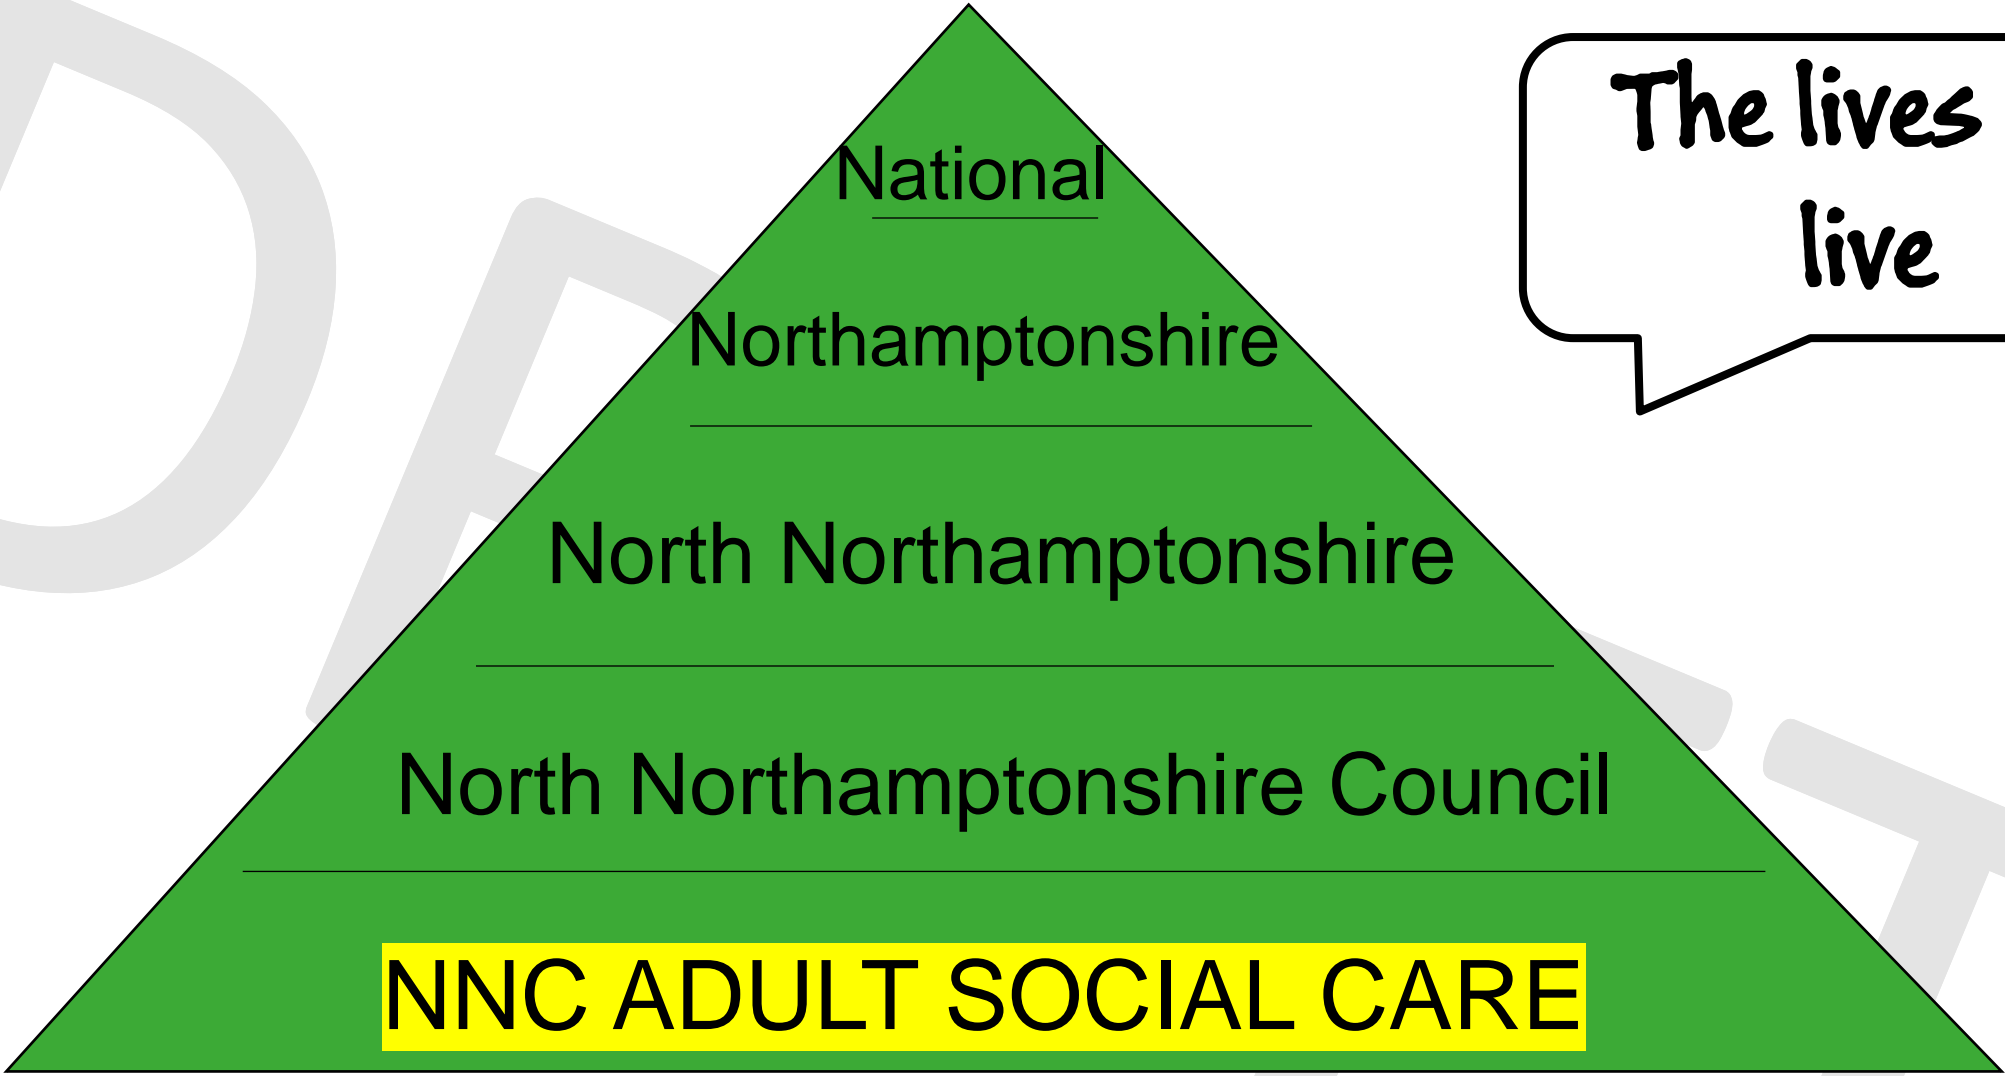 The lives
live
National
Northamptonshire
North Northamptonshire
North Northamptonshire Council
NNC ADULT SOCIAL CARE